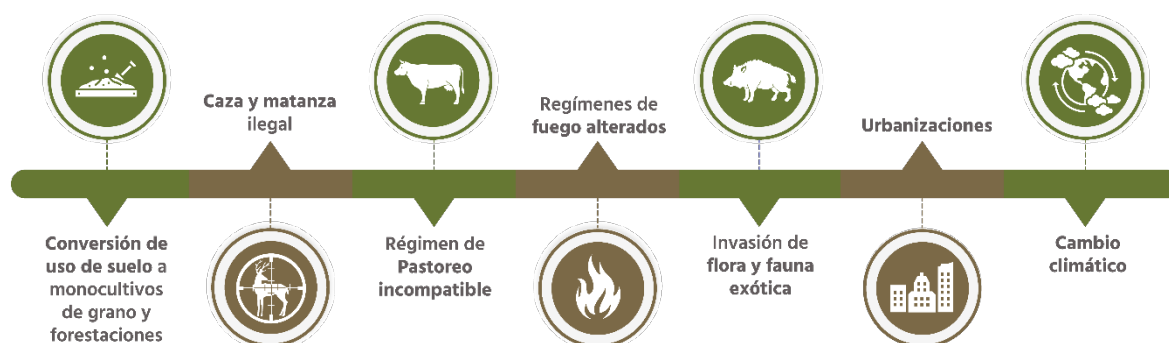 Conversión de
uso de suelo a
monocultivos
de grano y
forestaciones
Caza y matanza
ilegal
Régimen de
Pastoreo
incompatible
Regímenes de
fuego alterados
Invasión de
flora y fauna
exótica
Urbanizaciones
Cambio
climático